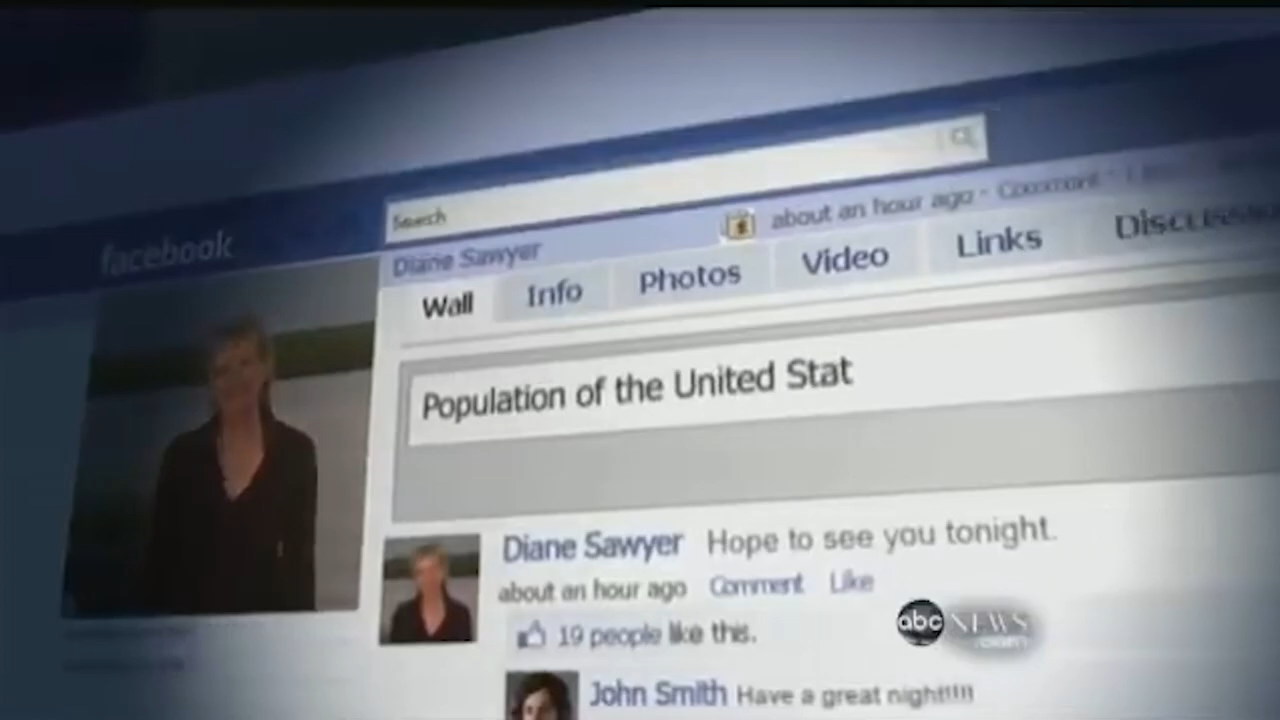 Search
facebook
Diane Sawyer about an hour ago · Comment ·
Wall Info Photos Video Links
Population of the United Stat
Diane Sawyer Hope to see you tonight.
about an hour ago Comment Like
19 people like this.
abc NEWS
.com
John Smith Have a great night!!!!